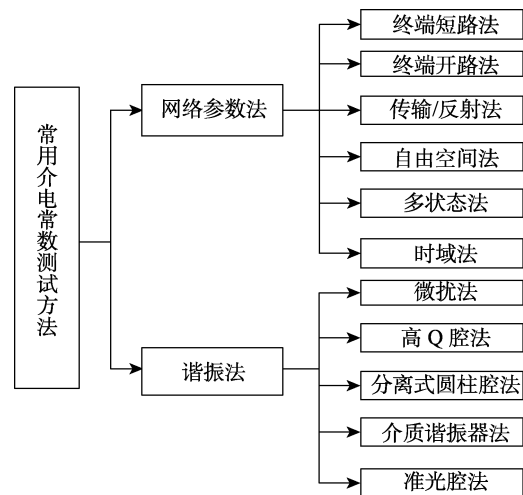 常用介电常数测试方法
网络参数法
终端短路法
终端开路法
传输/反射法
自由空间法
多状态法
时域法
谐振法
微扰法
高 Q 腔法
分离式圆柱腔法
介质谐振器法
准光腔法